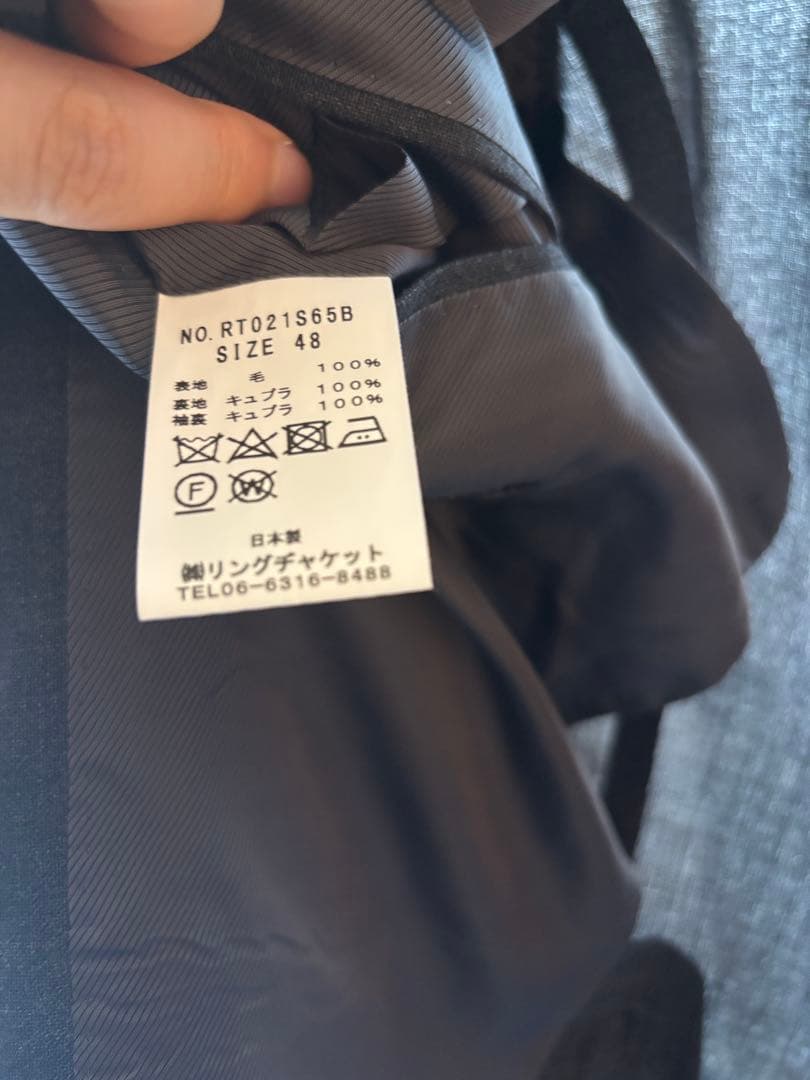 NO.RT021S65B
SIZE 48
表地 毛 100%
裏地 キュプラ 100%
袖裏 キュプラ 100%
F W
日本製
㈱リングヂャケット
TEL06-6316-8488